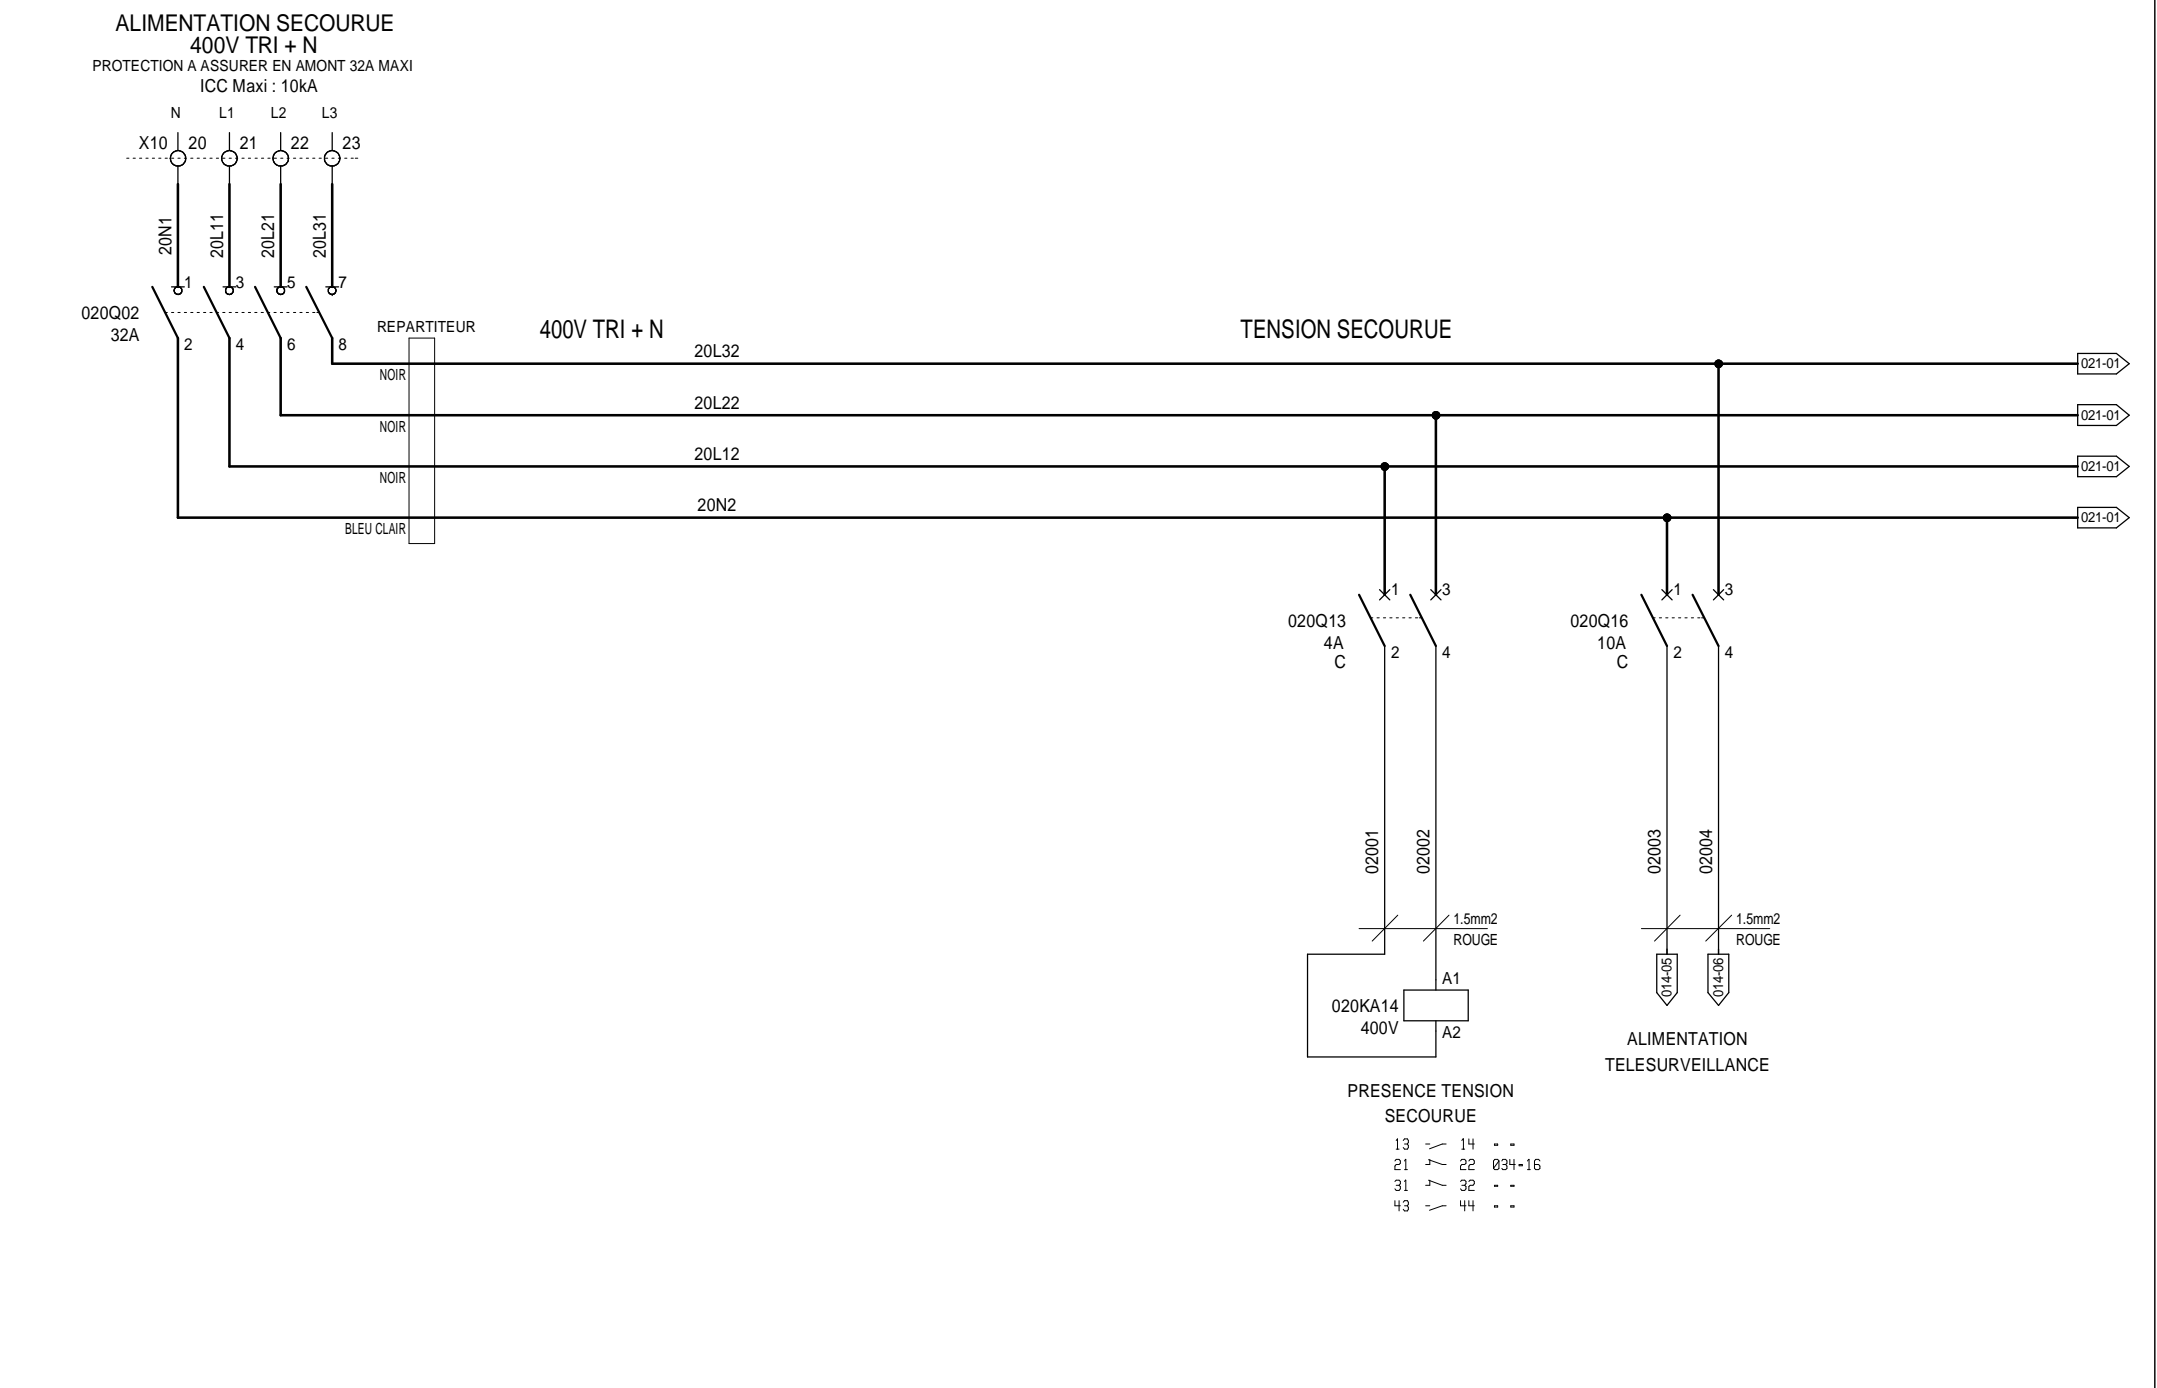 ALIMENTATION SECOURUE
400V TRI + N
PROTECTION A ASSURER EN AMONT 32A MAXI
ICC Maxi : 10kA
N L1 L2 L3
X10 20 21 22 23
20N1 20L11 20L21 20L31
1 3 5 7
020Q02
32A
2 4 6 8
REPARTITEUR
400V TRI + N
TENSION SECOURUE
20L32
NOIR
021-01
20L22
NOIR
021-01
20L12
NOIR
021-01
20N2
BLEU CLAIR
021-01
1 3
020Q13
4A
C
2 4
1 3
020Q16
10A
C
2 4
02001 02002
02003 02004
1.5mm2
ROUGE
1.5mm2
ROUGE
014-05 014-06
A1
020KA14
400V
A2
ALIMENTATION
TELESURVEILLANCE
PRESENCE TENSION
SECOURUE
13 14 - -
21 22 034-16
31 32 - -
43 44 - -